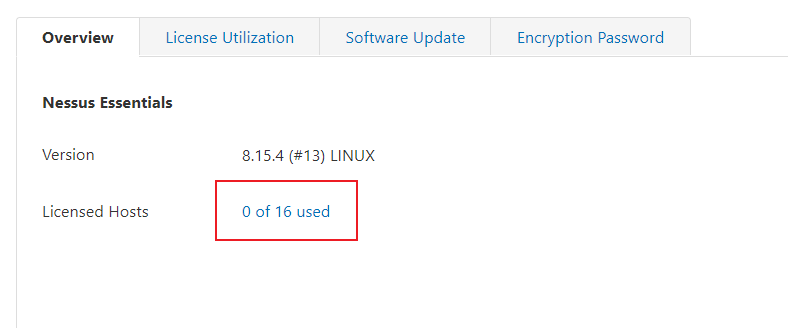 Overview License Utilization Software Update Encryption Password
Nessus Essentials
Version 8.15.4 (#13) LINUX
Licensed Hosts 0 of 16 used